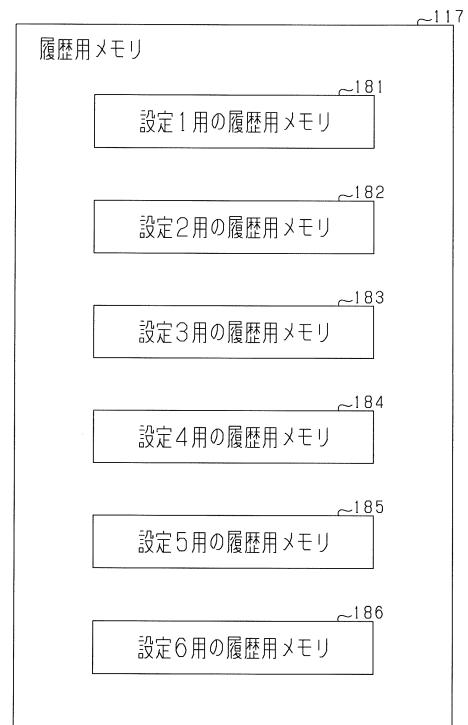 117
履歴用メモリ
181
設定1用の履歴用メモリ
182
設定2用の履歴用メモリ
183
設定3用の履歴用メモリ
184
設定4用の履歴用メモリ
185
設定5用の履歴用メモリ
186
設定6用の履歴用メモリ